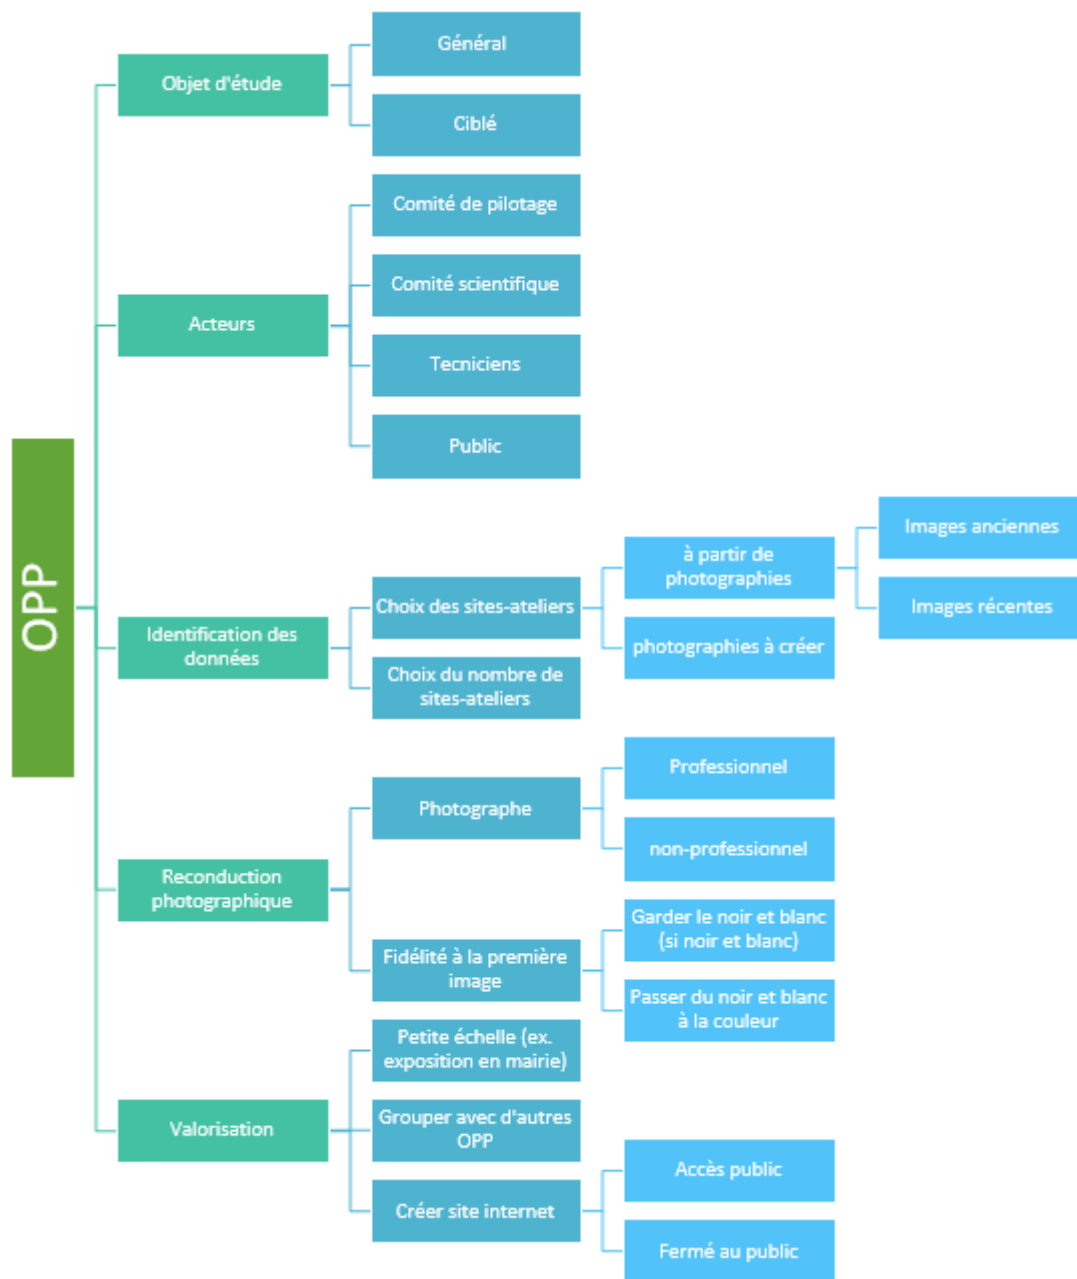 OPP
Objet d'étude
Général
Ciblé
Acteurs
Comité de pilotage
Comité scientifique
Tecniciens
Public
Identification des
données
Choix des sites-ateliers
à partir de
photographies
Images anciennes
Images récentes
photographies à créer
Choix du nombre de
sites-ateliers
Reconduction
photographique
Photographe
Professionnel
non-professionnel
Fidélité à la première
image
Garder le noir et blanc
(si noir et blanc)
Passer du noir et blanc
à la couleur
Valorisation
Petite échelle (ex.
exposition en mairie)
Grouper avec d'autres
OPP
Créer site internet
Accès public
Fermé au public